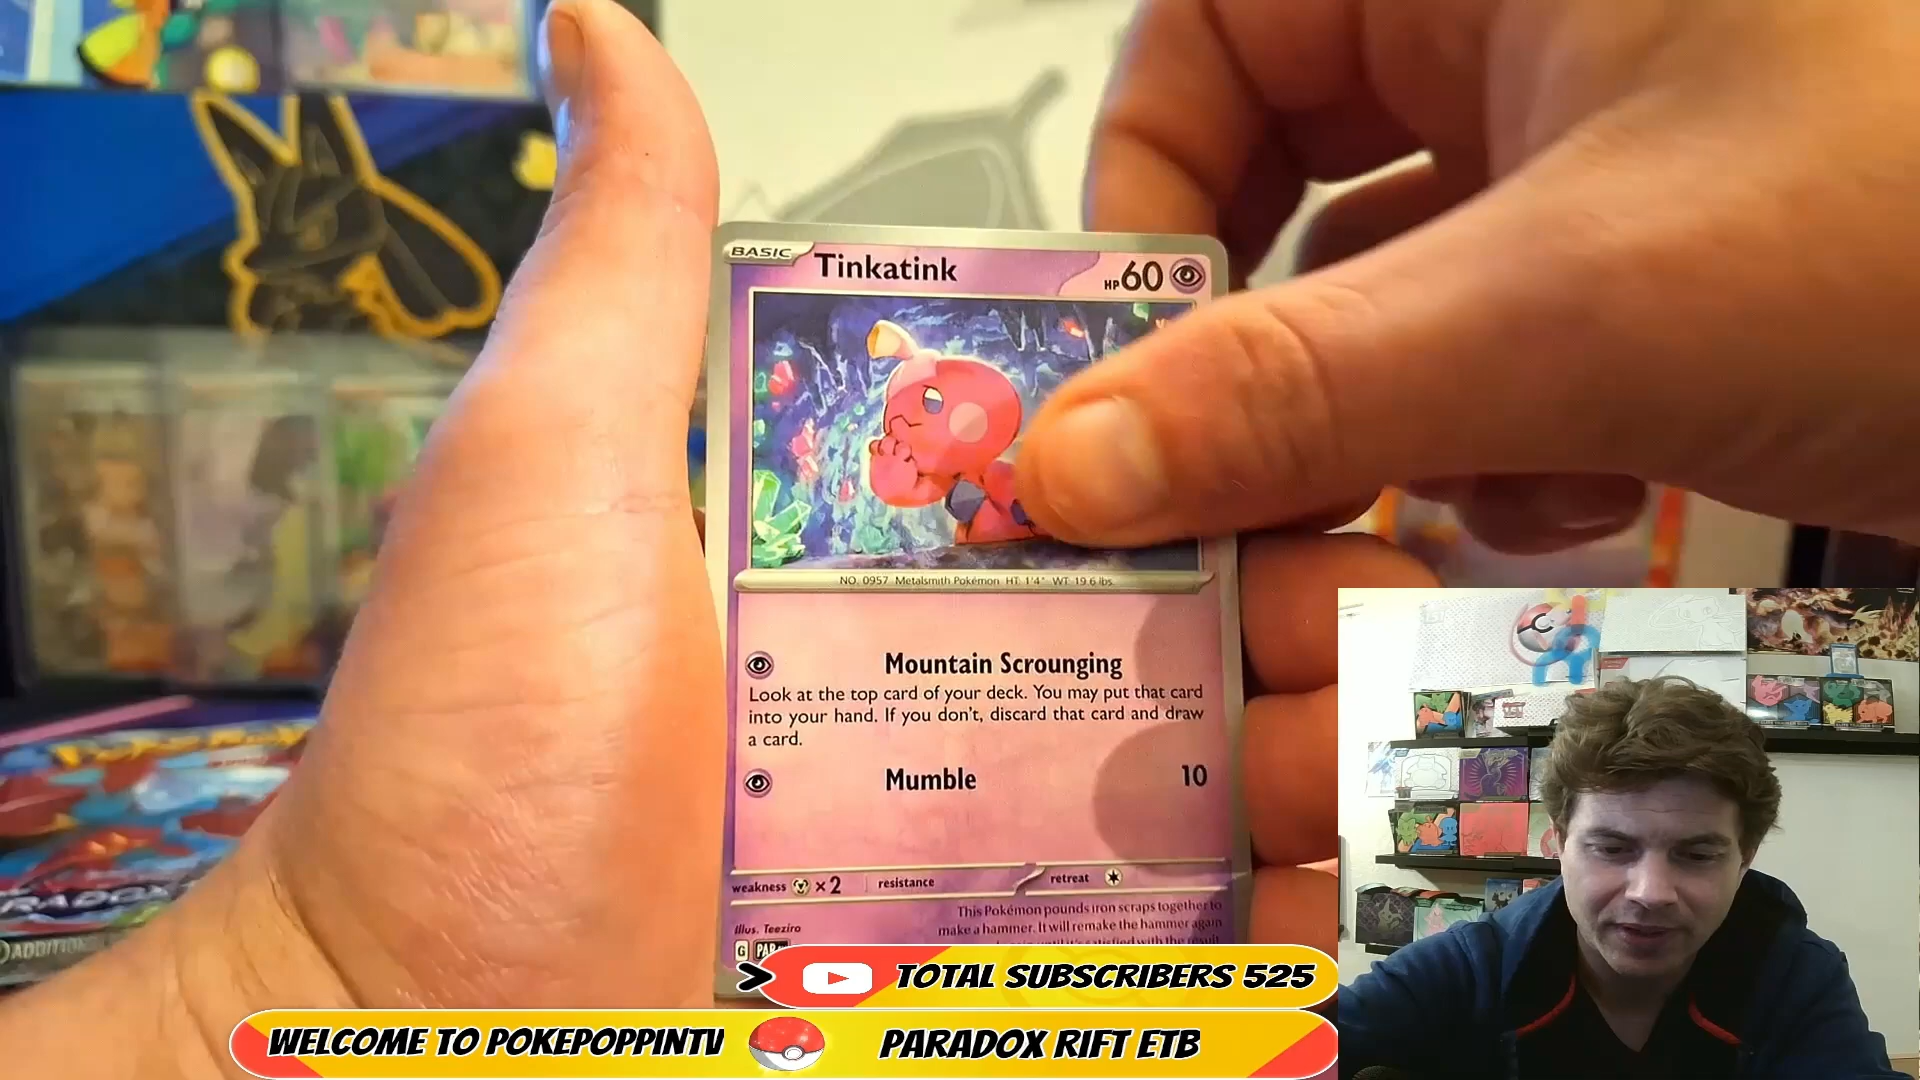 BASIC
Tinkatink
HP 60
NO. 0957 Metalsmith Pokémon HT: 1'4" WT: 19.6 lbs.
Mountain Scrounging
Look at the top card of your deck. You may put that card
into your hand. If you don't, discard that card and draw
a card.
Mumble 10
weakness ×2 resistance retreat
This Pokémon pounds iron scraps together to
make a hammer. It will remake the hammer again
Illus. Teeziro
G PAR
> TOTAL SUBSCRIBERS 525
WELCOME TO POKEPOPPINTV
PARADOX RIFT ETB